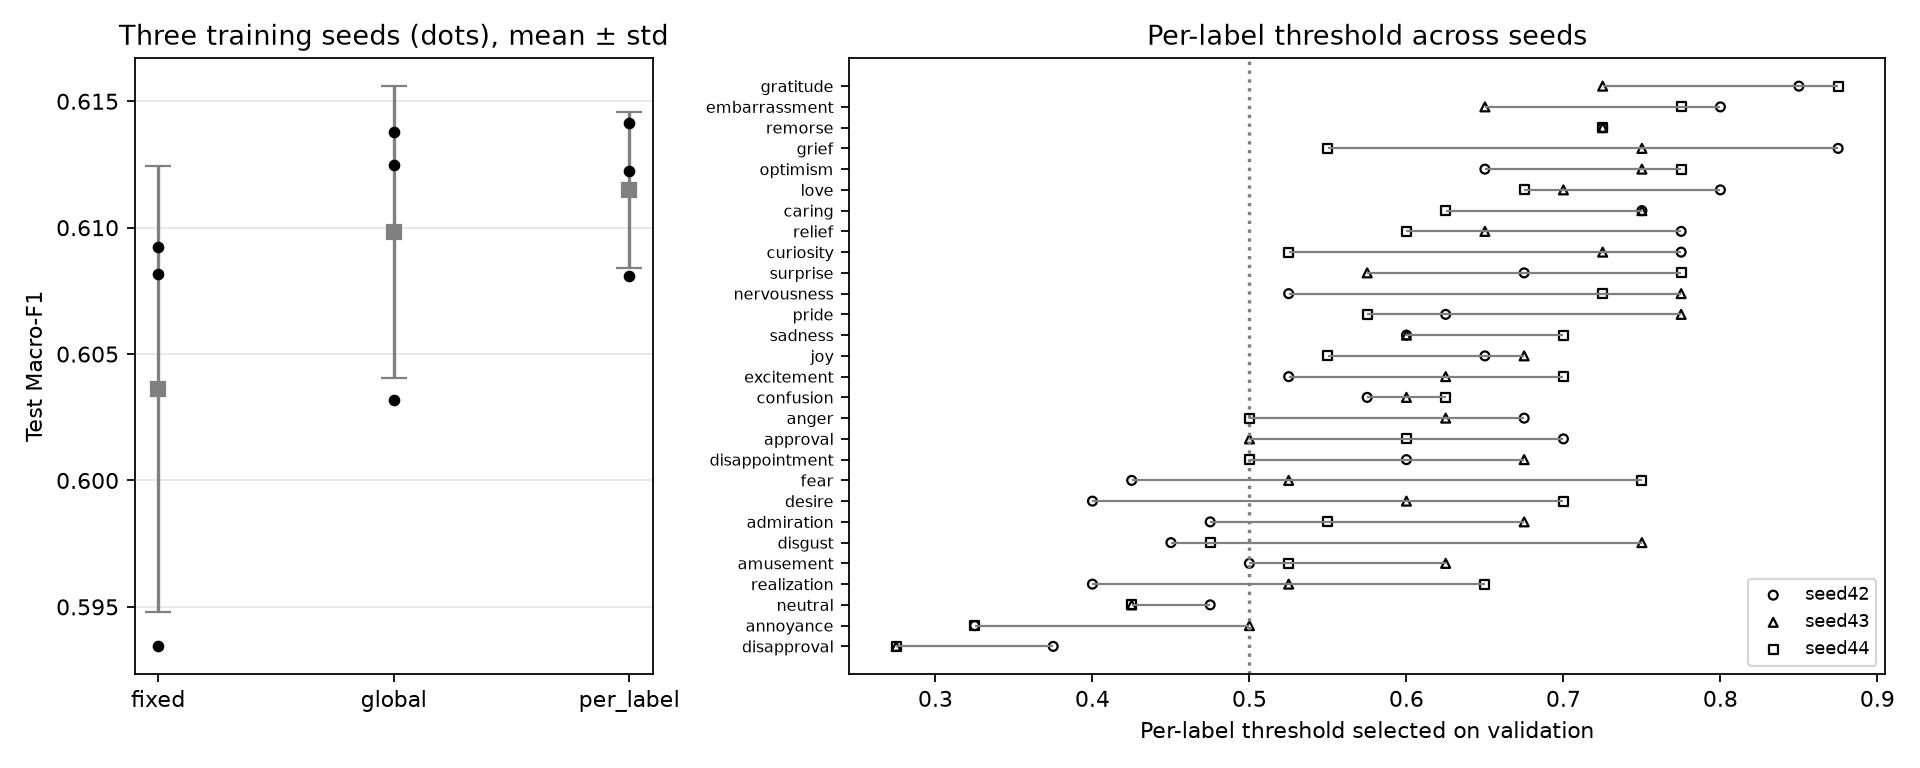 Three training seeds (dots), mean ± std
Test Macro-F1
0.615
0.610
0.605
0.600
0.595
fixed
global
per_label
Per-label threshold across seeds
gratitude
embarrassment
remorse
grief
optimism
love
caring
relief
curiosity
surprise
nervousness
pride
sadness
joy
excitement
confusion
anger
approval
disappointment
fear
desire
admiration
disgust
amusement
realization
neutral
annoyance
disapproval
seed42
seed43
seed44
0.3
0.4
0.5
0.6
0.7
0.8
0.9
Per-label threshold selected on validation